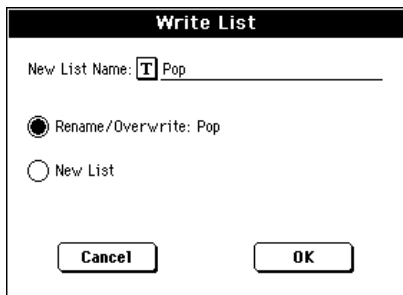 Write List
New List Name: T Pop
Rename/Overwrite: Pop
New List
Cancel OK